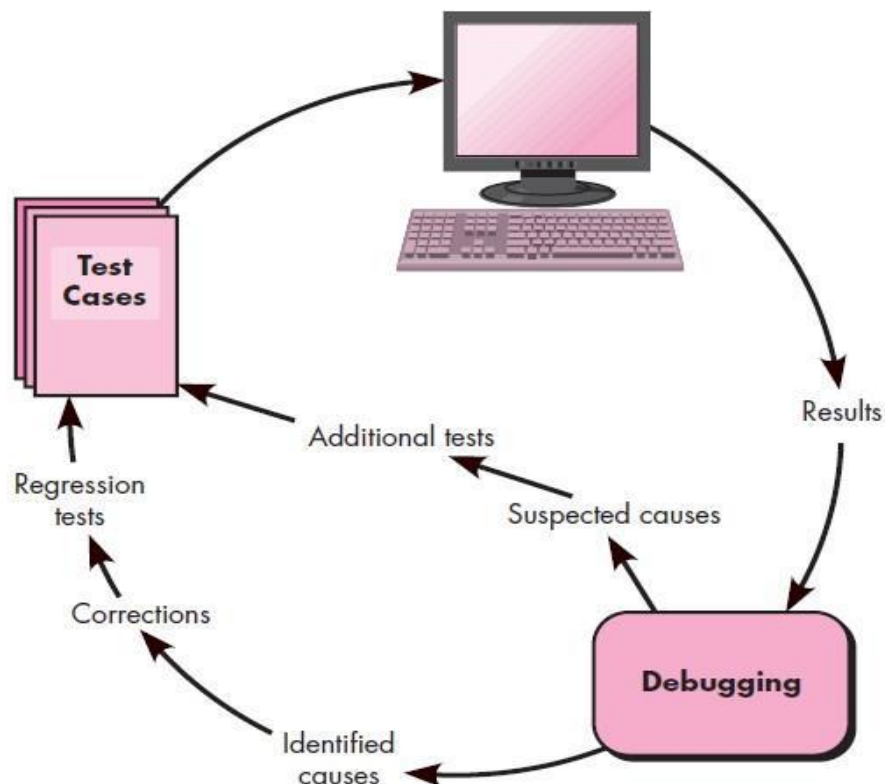 Test
Cases
Results
Additional tests
Suspected causes
Regression
tests
Corrections
Debugging
Identified
causes